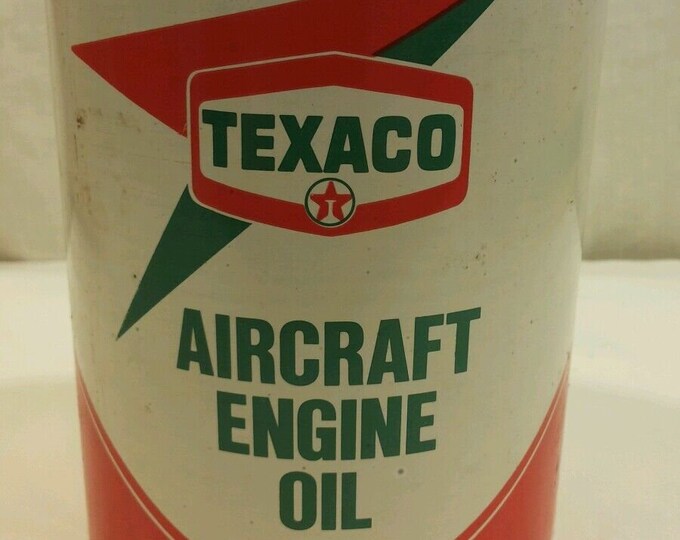 TEXACO
T
AIRCRAFT
ENGINE
OIL